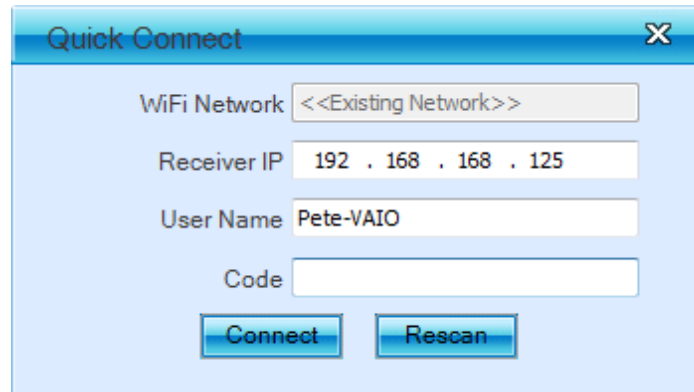 Quick Connect
WiFi Network <<Existing Network>>
Receiver IP 192 . 168 . 168 . 125
User Name Pete-VAIO
Code
Connect Rescan